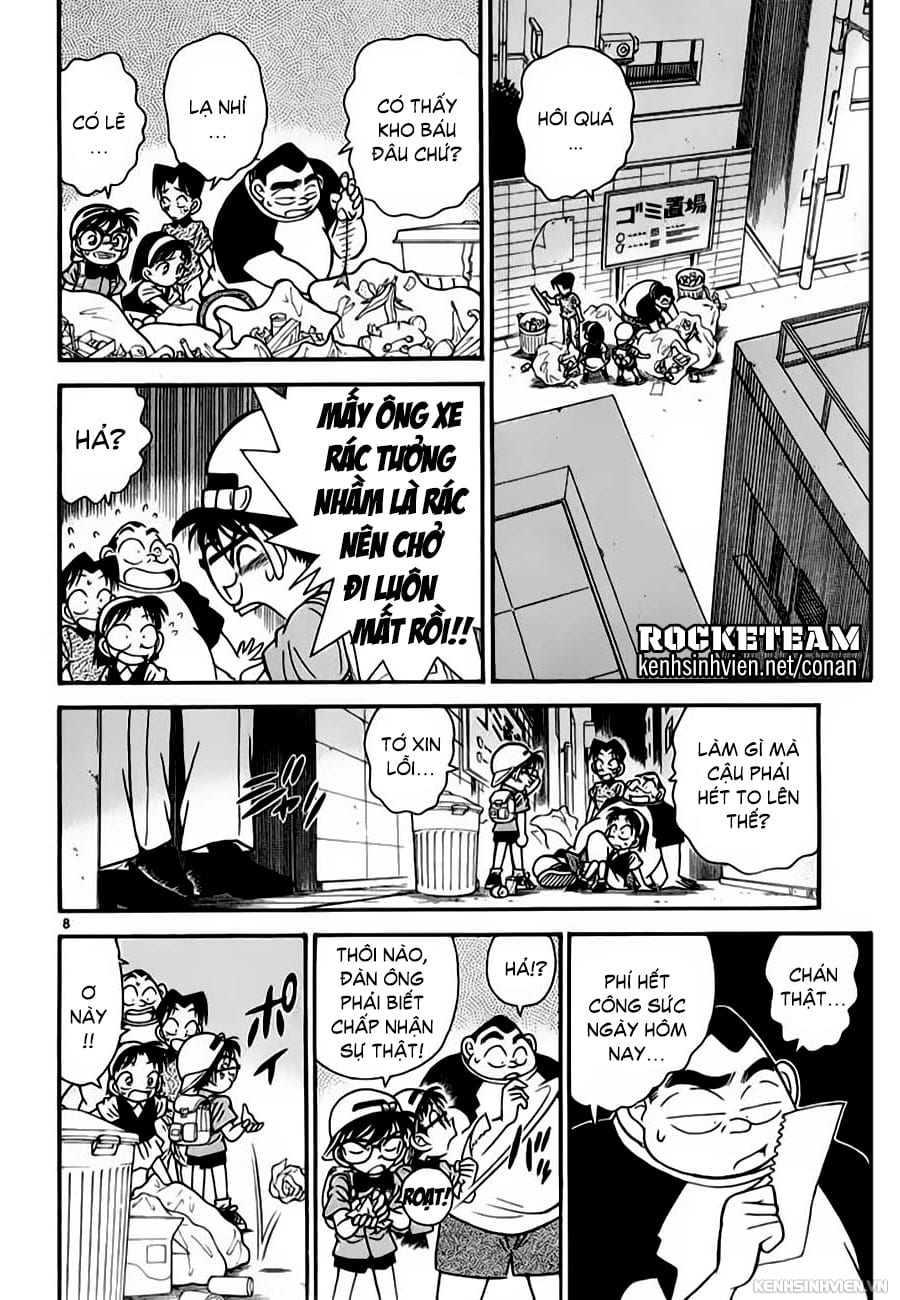 HÔI QUÁ
...
ゴミ置場
CÓ THẤY
KHO BÁU
ĐÂU CHỨ?
LẠ NHỈ
...
CÓ LẼ
...
MẤY ÔNG XE
RÁC TƯỞNG
NHẦM LÀ RÁC
NÊN CHỞ
ĐI LUÔN
MẤT RỒI!!
HẢ?
ROCKETEAM
kenhsinhvien.net/conan
LÀM GÌ MÀ
CẬU PHẢI
HÉT TO LÊN
THẾ?
TỚ XIN
LỖI...
8
CHÁN
THẬT...
PHÍ HẾT
CÔNG SỨC
NGÀY HÔM
NAY...
HẢ!?
THÔI NÀO,
ĐÀN ÔNG
PHẢI BIẾT
CHẤP NHẬN
SỰ THẬT!
ROẠT!
Ơ
NÀY
!!
ポイ
KENHSINHVIEN.VN